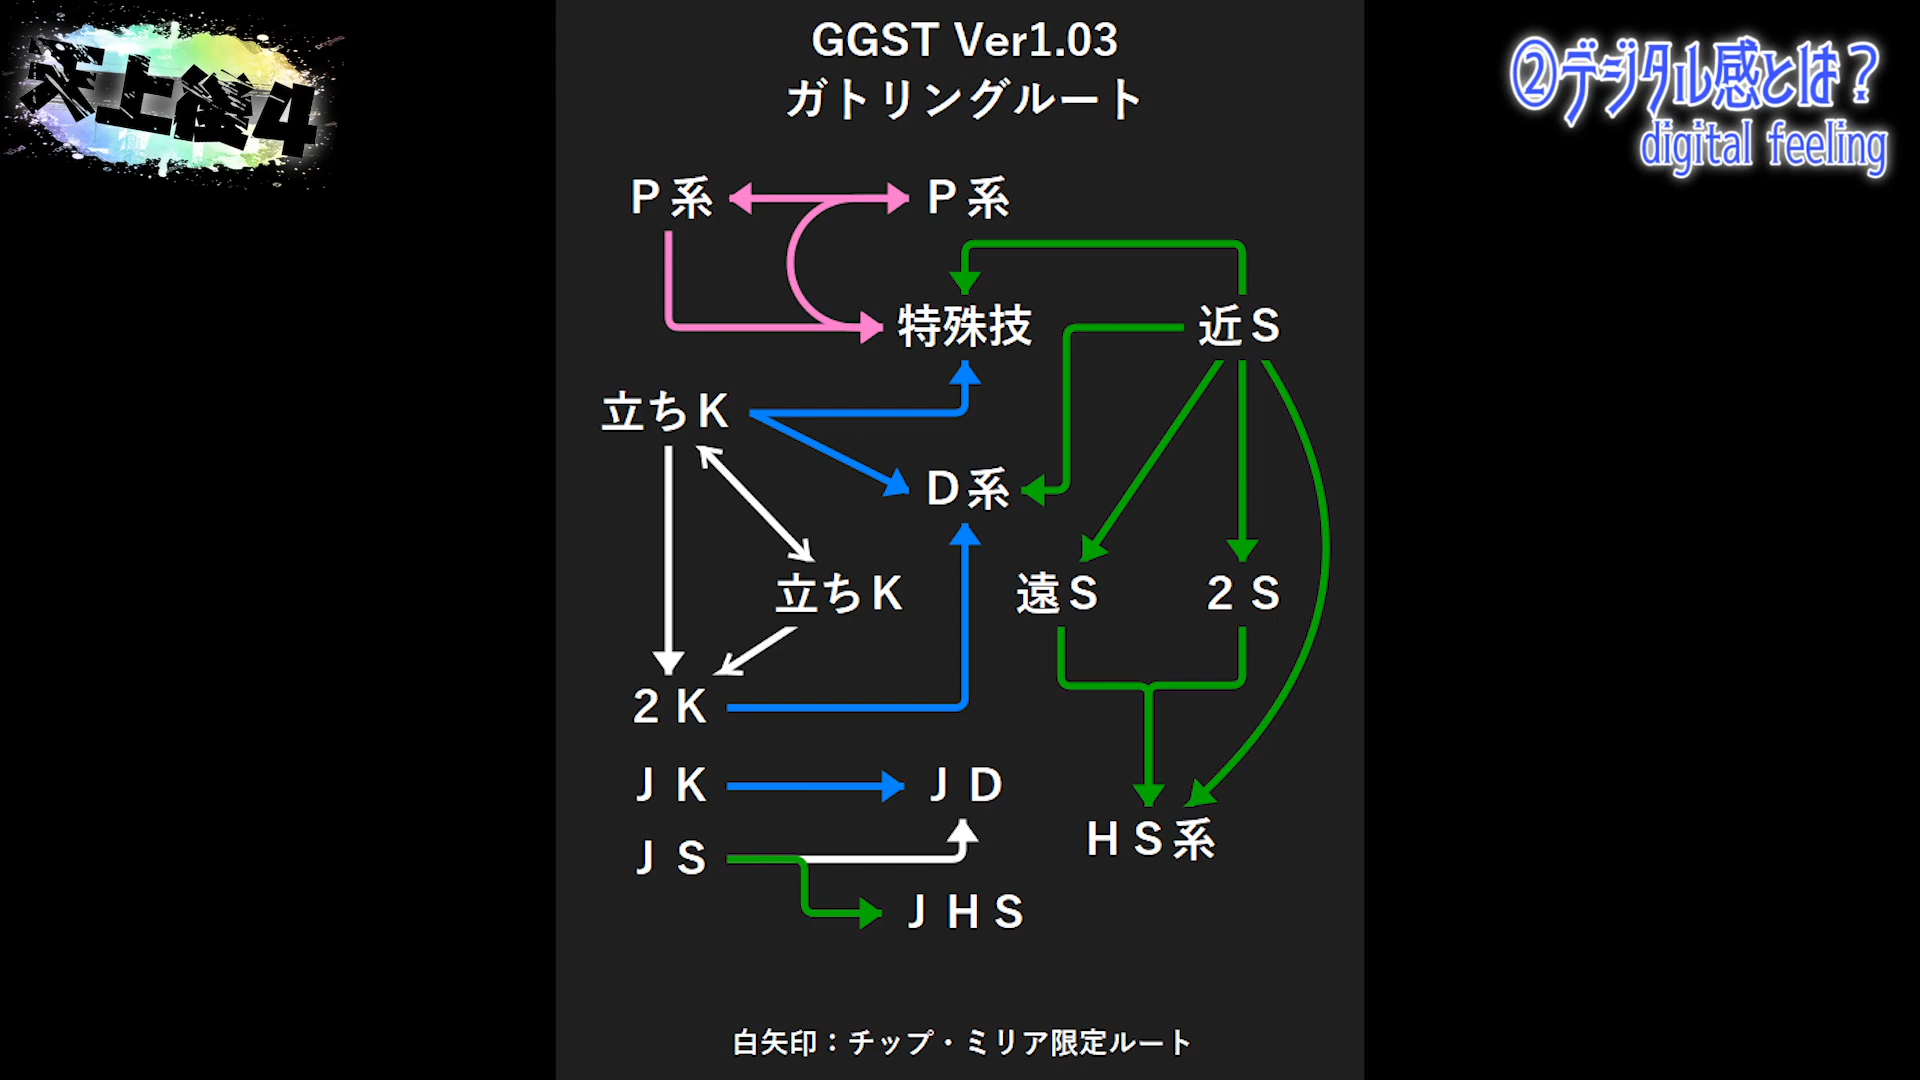 天上後4
GGST Ver1.03
ガトリングルート
②デジタル感とは？
digital feeling
P系
P系
特殊技
近S
立ちK
D系
立ちK
遠S
2S
2K
JK
JD
HS系
JS
JHS
白矢印：チップ・ミリア限定ルート